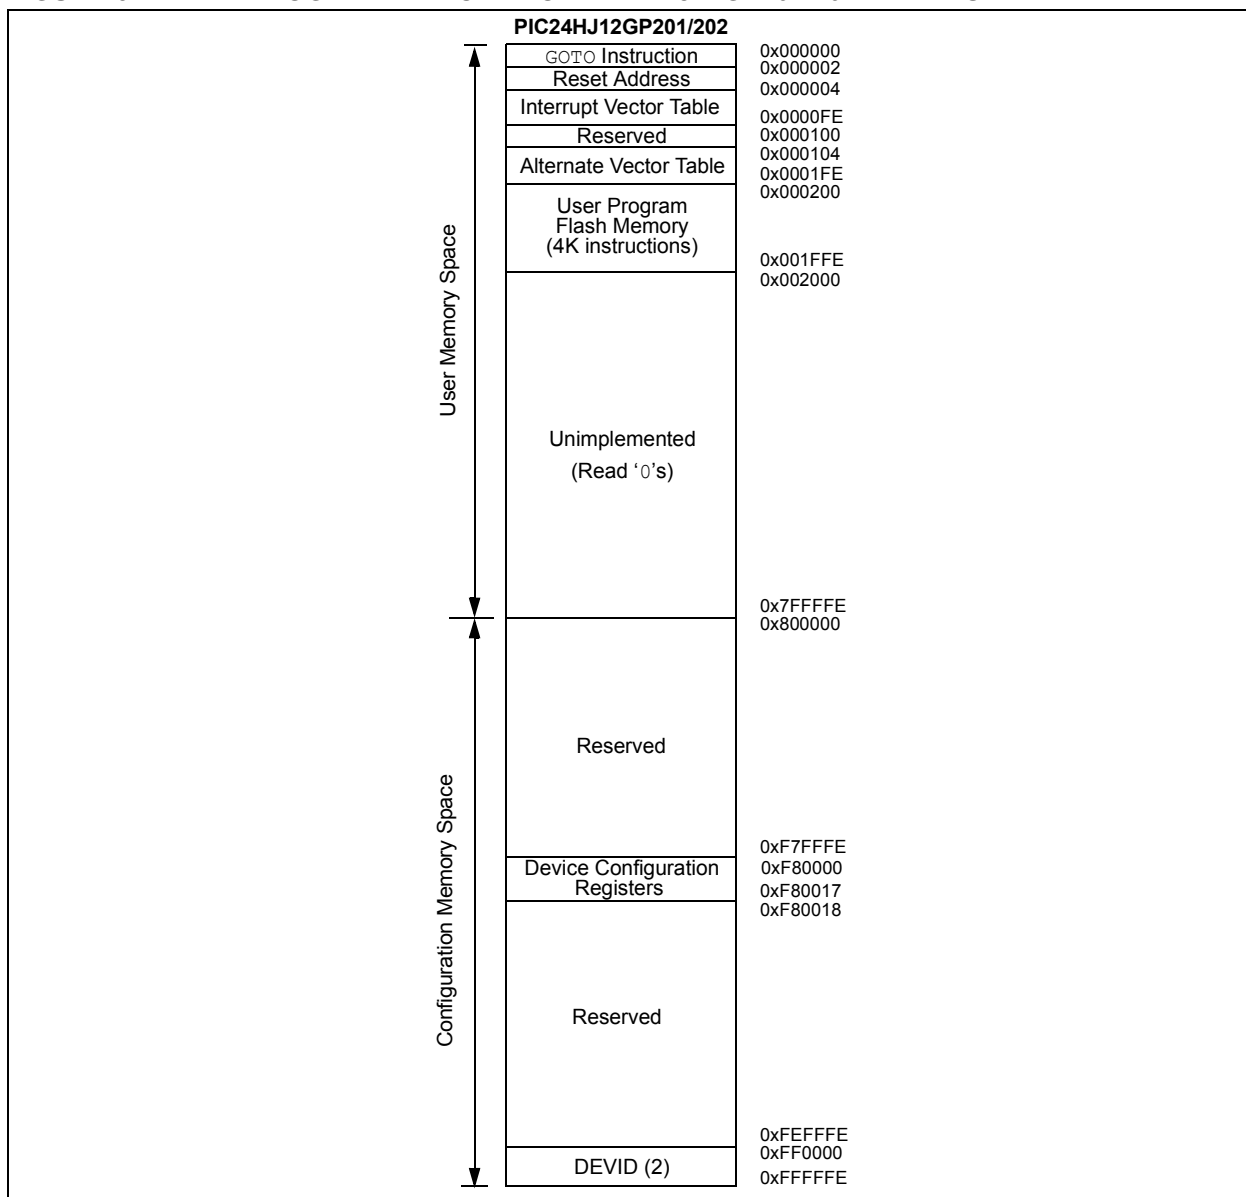 PIC24HJ12GP201/202
GOTO Instruction
0x000000
Reset Address
0x000002
0x000004
Interrupt Vector Table
0x0000FE
Reserved
0x000100
0x000104
Alternate Vector Table
0x0001FE
0x000200
User Program
Flash Memory
(4K instructions)
0x001FFE
0x002000
User Memory Space
Unimplemented
(Read ‘0’s)
0x7FFFFE
0x800000
Reserved
Configuration Memory Space
0xF7FFFE
Device Configuration
Registers
0xF80000
0xF80017
0xF80018
Reserved
0xFEFFFE
0xFF0000
DEVID (2)
0xFFFFFE